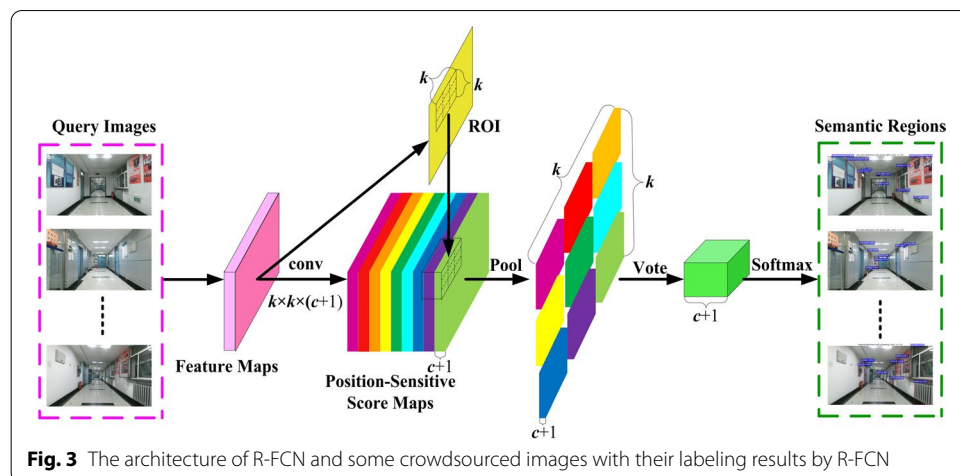 Query Images
k
k
ROI
Semantic Regions
k
k
conv
k×k×(c+1)
Pool
Vote
Softmax
c+1
c+1
Feature Maps
Position-Sensitive
Score Maps
c+1
Fig. 3 The architecture of R-FCN and some crowdsourced images with their labeling results by R-FCN